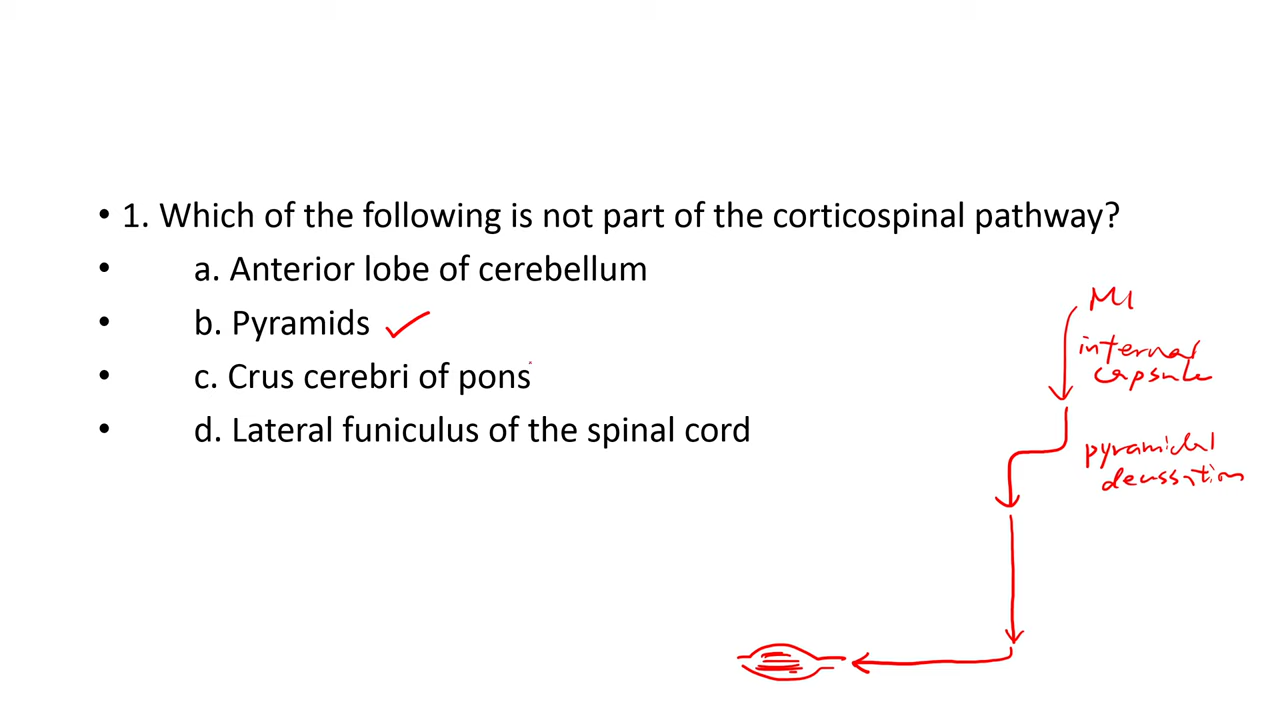 • 1. Which of the following is not part of the corticospinal pathway?
• a. Anterior lobe of cerebellum
• b. Pyramids ✓
• c. Crus cerebri of pons
• d. Lateral funiculus of the spinal cord
M1
internal
capsule
pyramidal
decussation